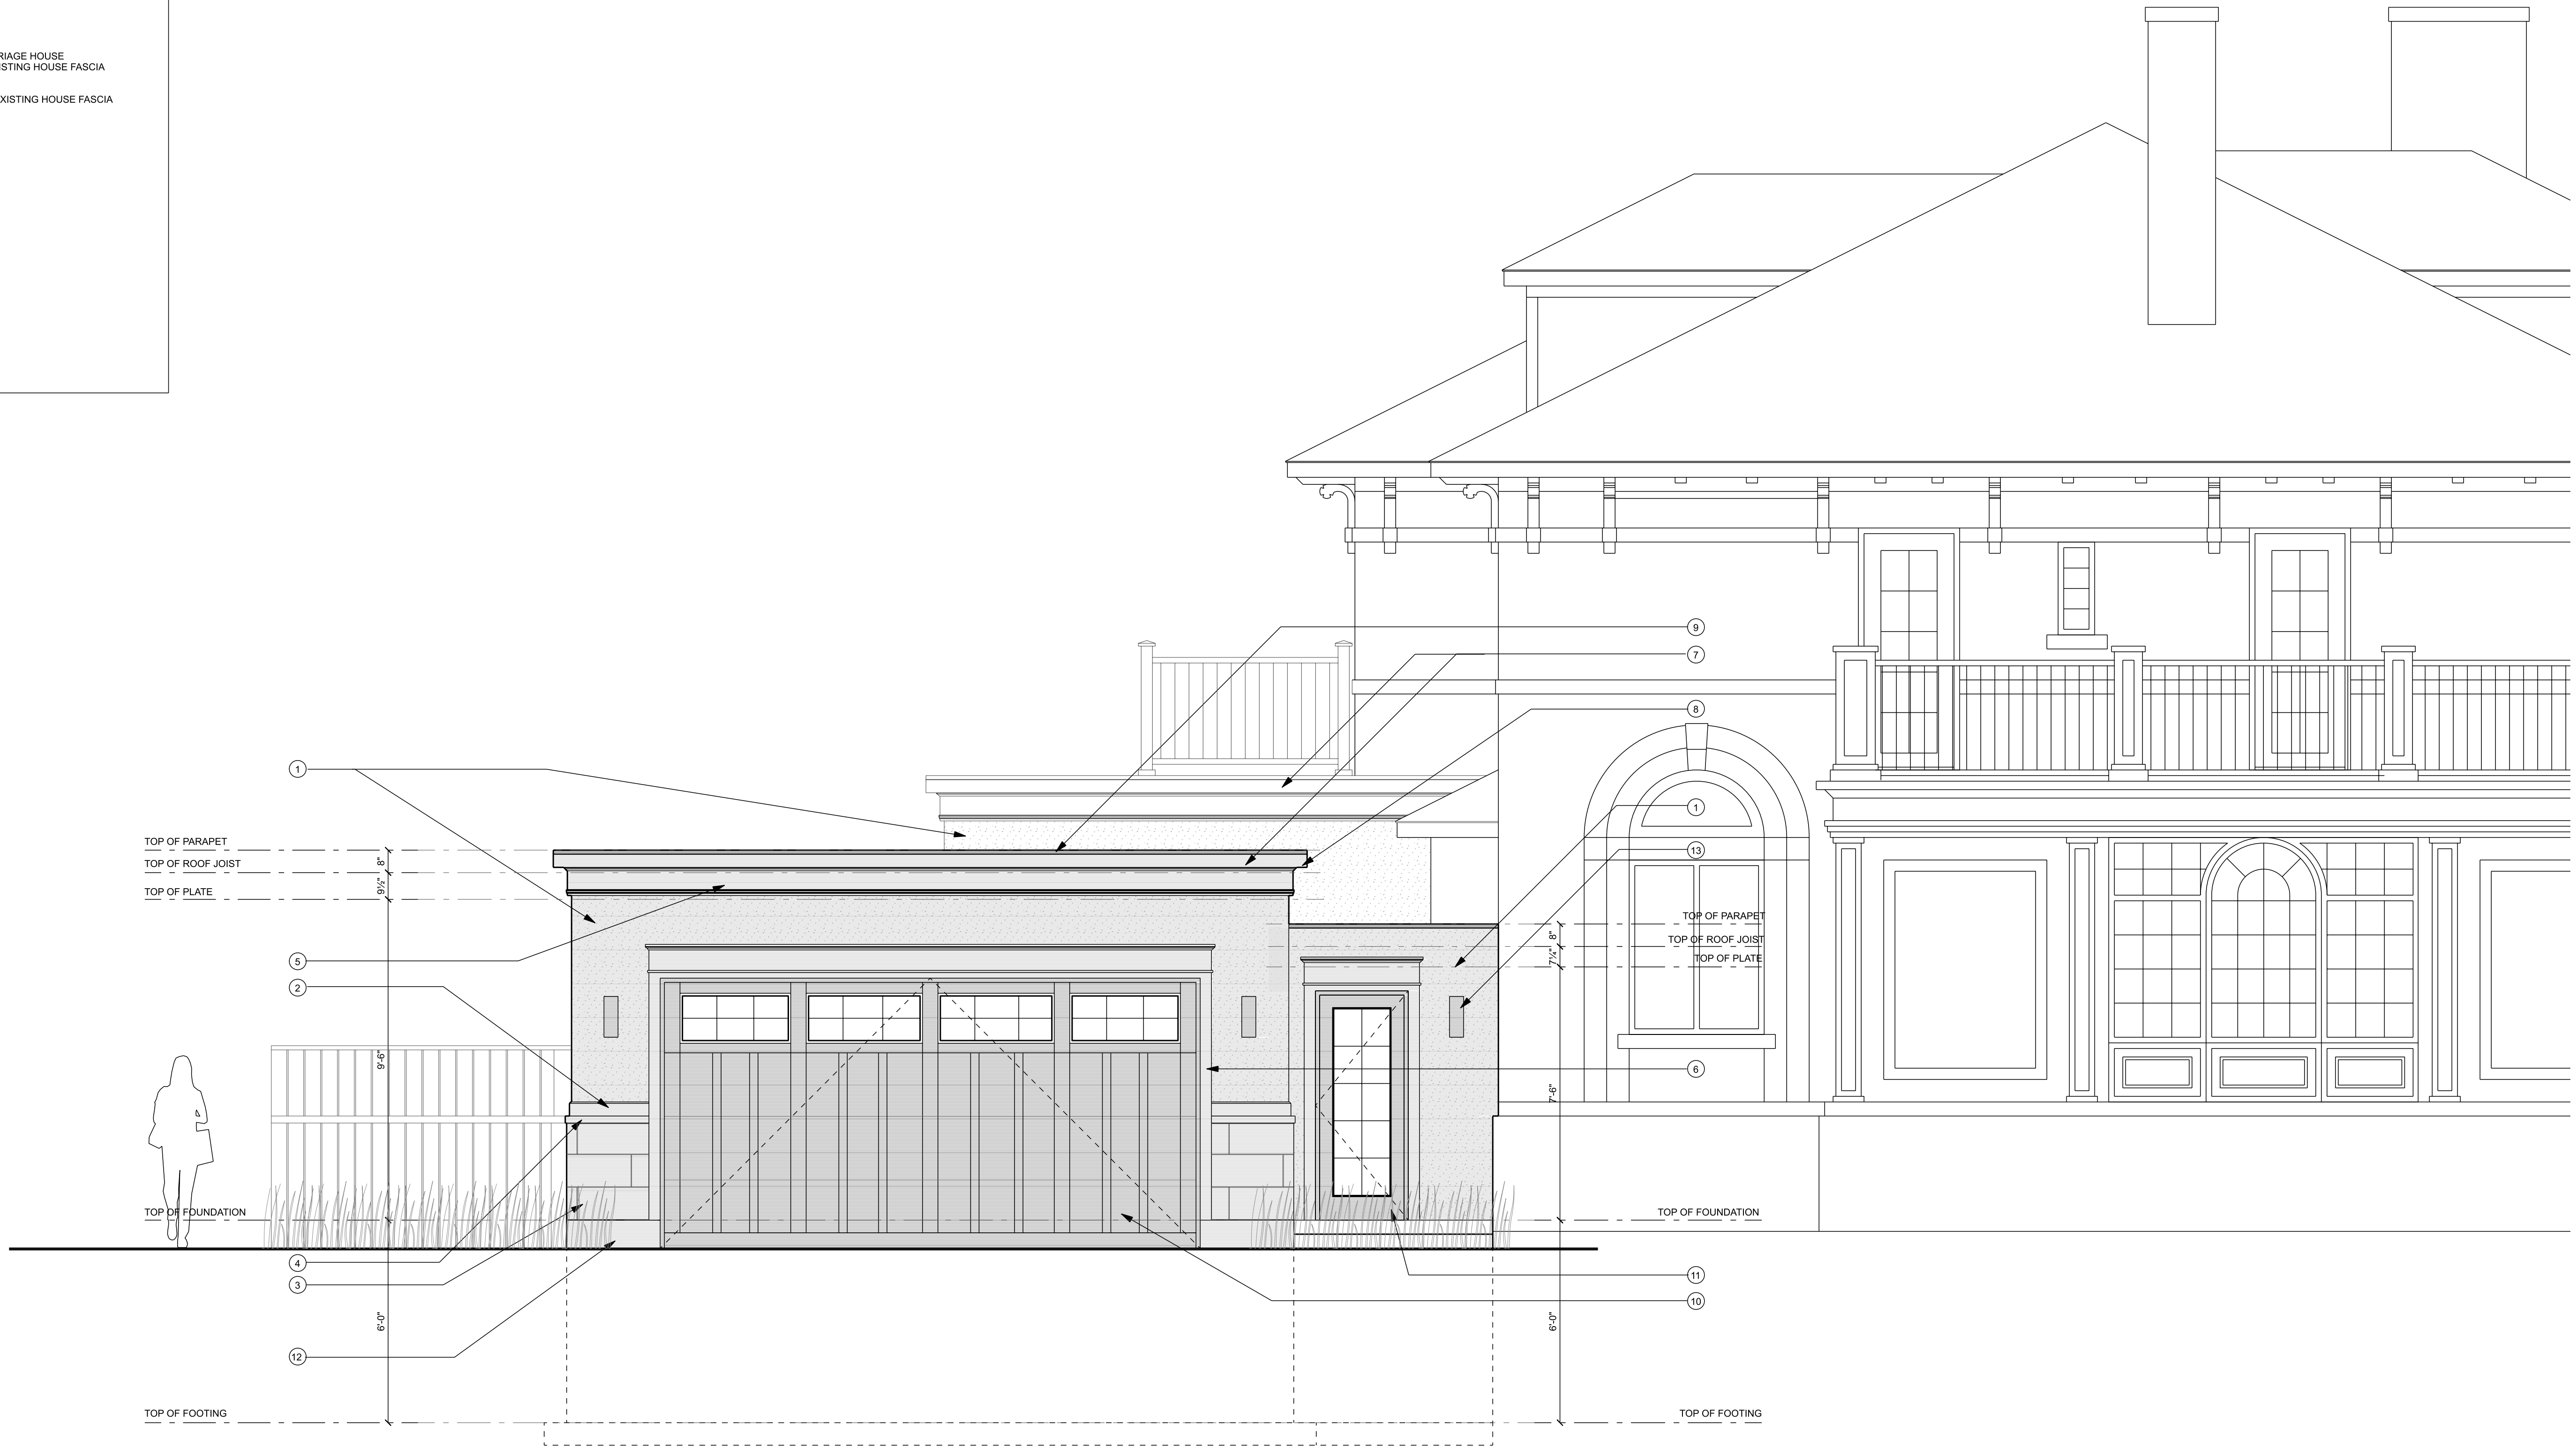 RIAGE HOUSE
ISTING HOUSE FASCIA
XISTING HOUSE FASCIA
9
7
8
1
1
13
TOP OF PARAPET
8"
TOP OF ROOF JOIST
9½"
TOP OF PLATE
TOP OF PARAPET
8"
TOP OF ROOF JOIST
7¼"
TOP OF PLATE
5
2
9'-6"
6
7'-6"
TOP OF FOUNDATION
TOP OF FOUNDATION
4
3
11
10
6'-0"
6'-0"
12
TOP OF FOOTING
TOP OF FOOTING